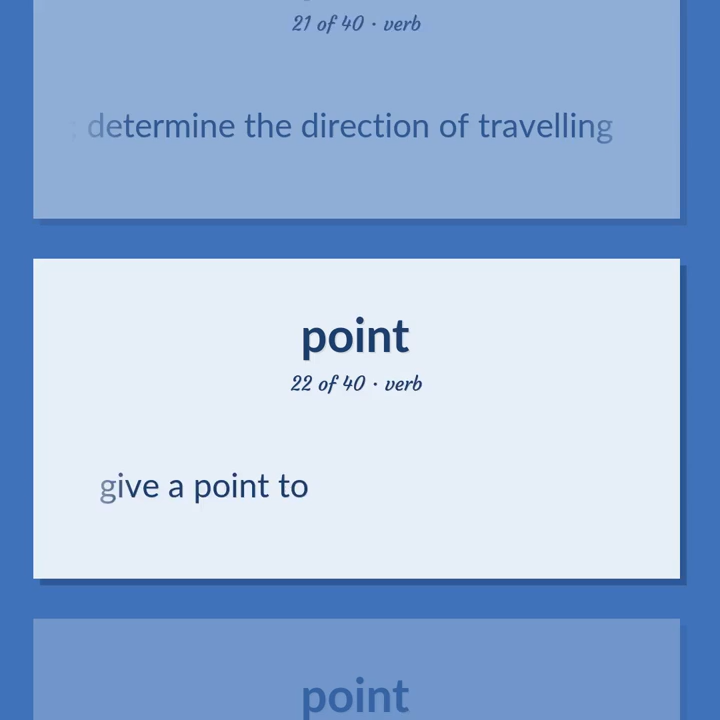 21 of 40 · verb
; determine the direction of travelling
point
22 of 40 · verb
give a point to
point